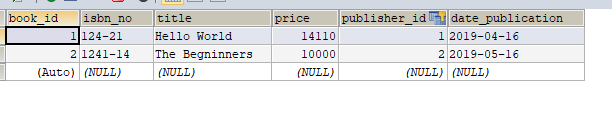 book_id isbn_no title price publisher_id date_publication
1 124-21 Hello World 14110 1 2019-04-16
2 1241-14 The Begninners 10000 2 2019-05-16
(Auto) (NULL) (NULL) (NULL) (NULL) (NULL)